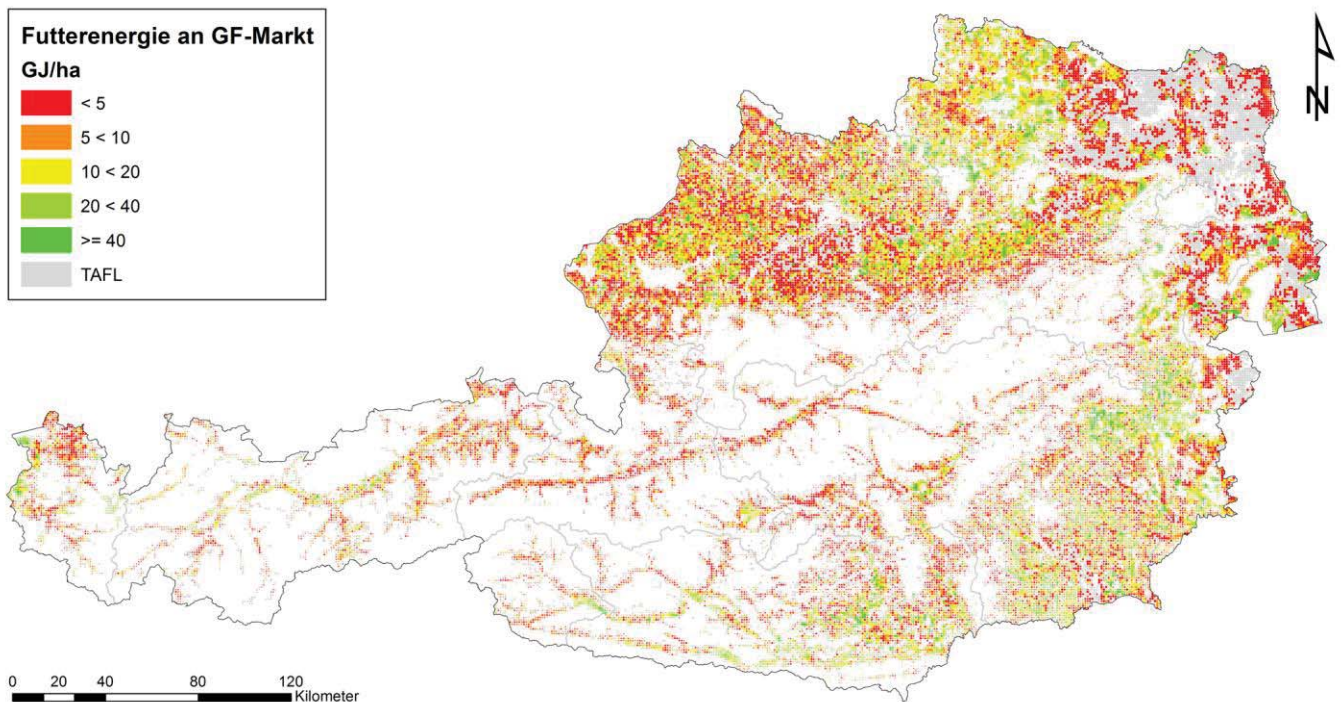 Futterenergie an GF-Markt
GJ/ha
< 5
5 < 10
10 < 20
20 < 40
>= 40
TAFL
N
0 20 40 80 120
Kilometer